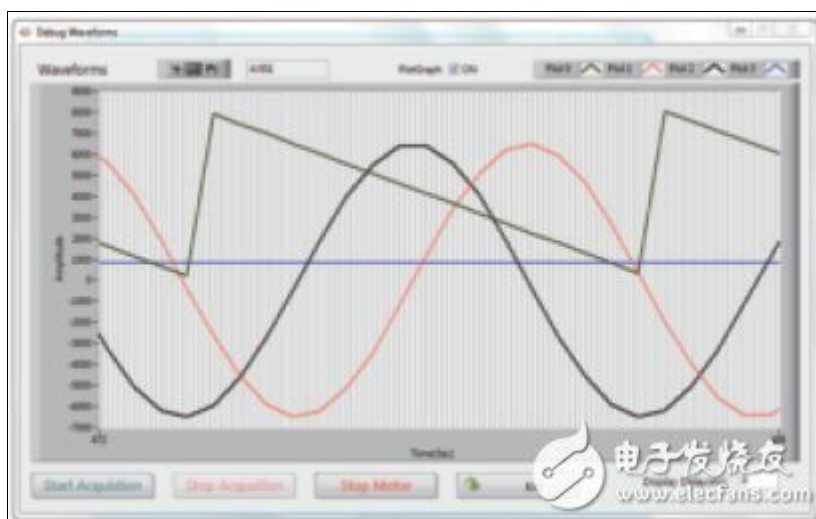 Debug Waveforms
Waveforms
PlotGraph ON
Plot 0 Plot 1 Plot 2 Plot 3
Amplitude
9000
8000
7000
6000
5000
4000
3000
2000
1000
0
-1000
-2000
-3000
-4000
-5000
-6000
-7000
Time(Sec)
Start Acquisition Stop Acquisition Stop Motor
电子发烧友
www.elecfans.com